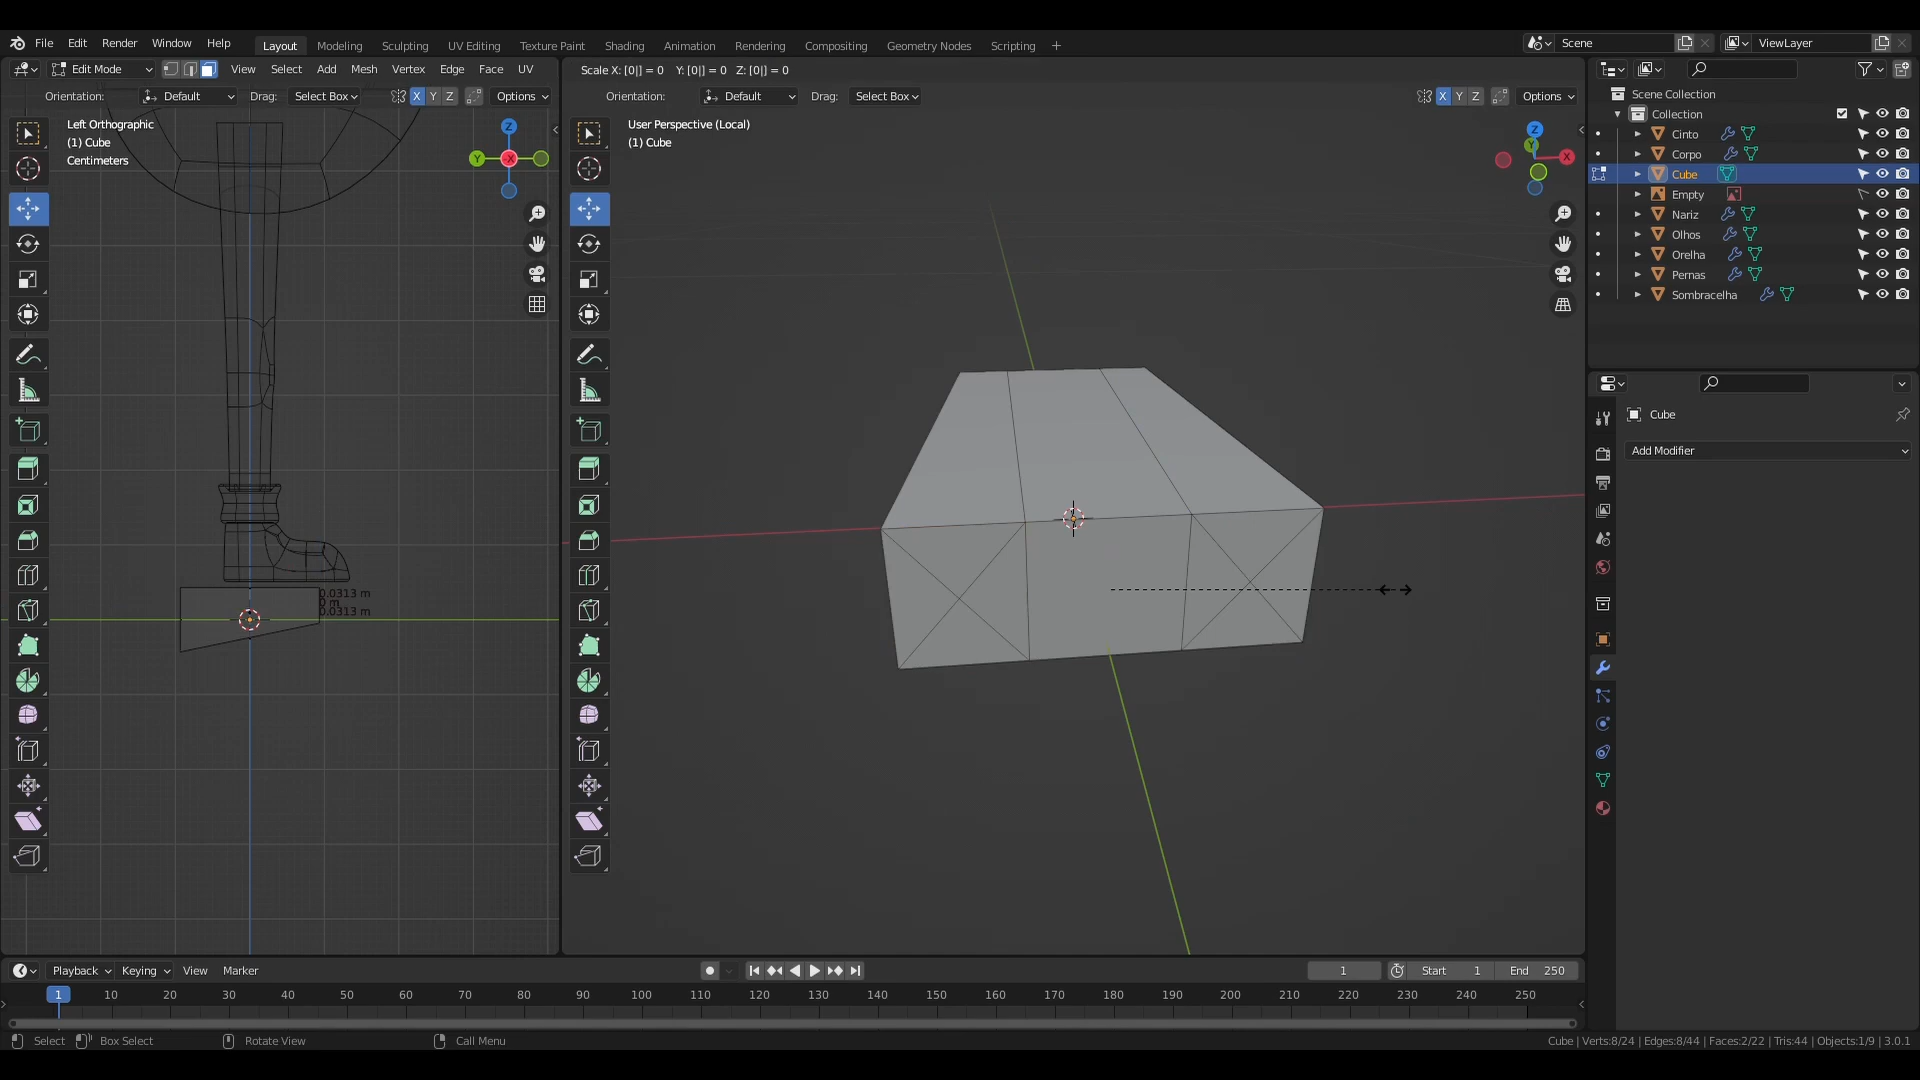 File Edit Render Window Help Layout Modeling Sculpting UV Editing Texture Paint Shading Animation Rendering Compositing Geometry Nodes Scripting + Scene ViewLayer
Edit Mode View Select Add Mesh Vertex Edge Face UV Scale X: [0|] = 0 Y: [0|] = 0 Z: [0|] = 0
Orientation: Default Drag: Select Box X Y Z Options
Orientation: Default Drag: Select Box X Y Z Options
Left Orthographic
(1) Cube
Centimeters
Z
Y
X
0.0313 m
0 m
0.0313 m
User Perspective (Local)
(1) Cube
Z
Y
X
Scene Collection
Collection
Cinto
Corpo
Cube
Empty
Nariz
Olhos
Orelha
Pernas
Sombracelha
Cube
Add Modifier
Playback Keying View Marker 1 Start 1 End 250
1 10 20 30 40 50 60 70 80 90 100 110 120 130 140 150 160 170 180 190 200 210 220 230 240 250
Select Box Select Rotate View Call Menu Cube | Verts:8/24 | Edges:8/44 | Faces:2/22 | Tris:44 | Objects:1/9 | 3.0.1